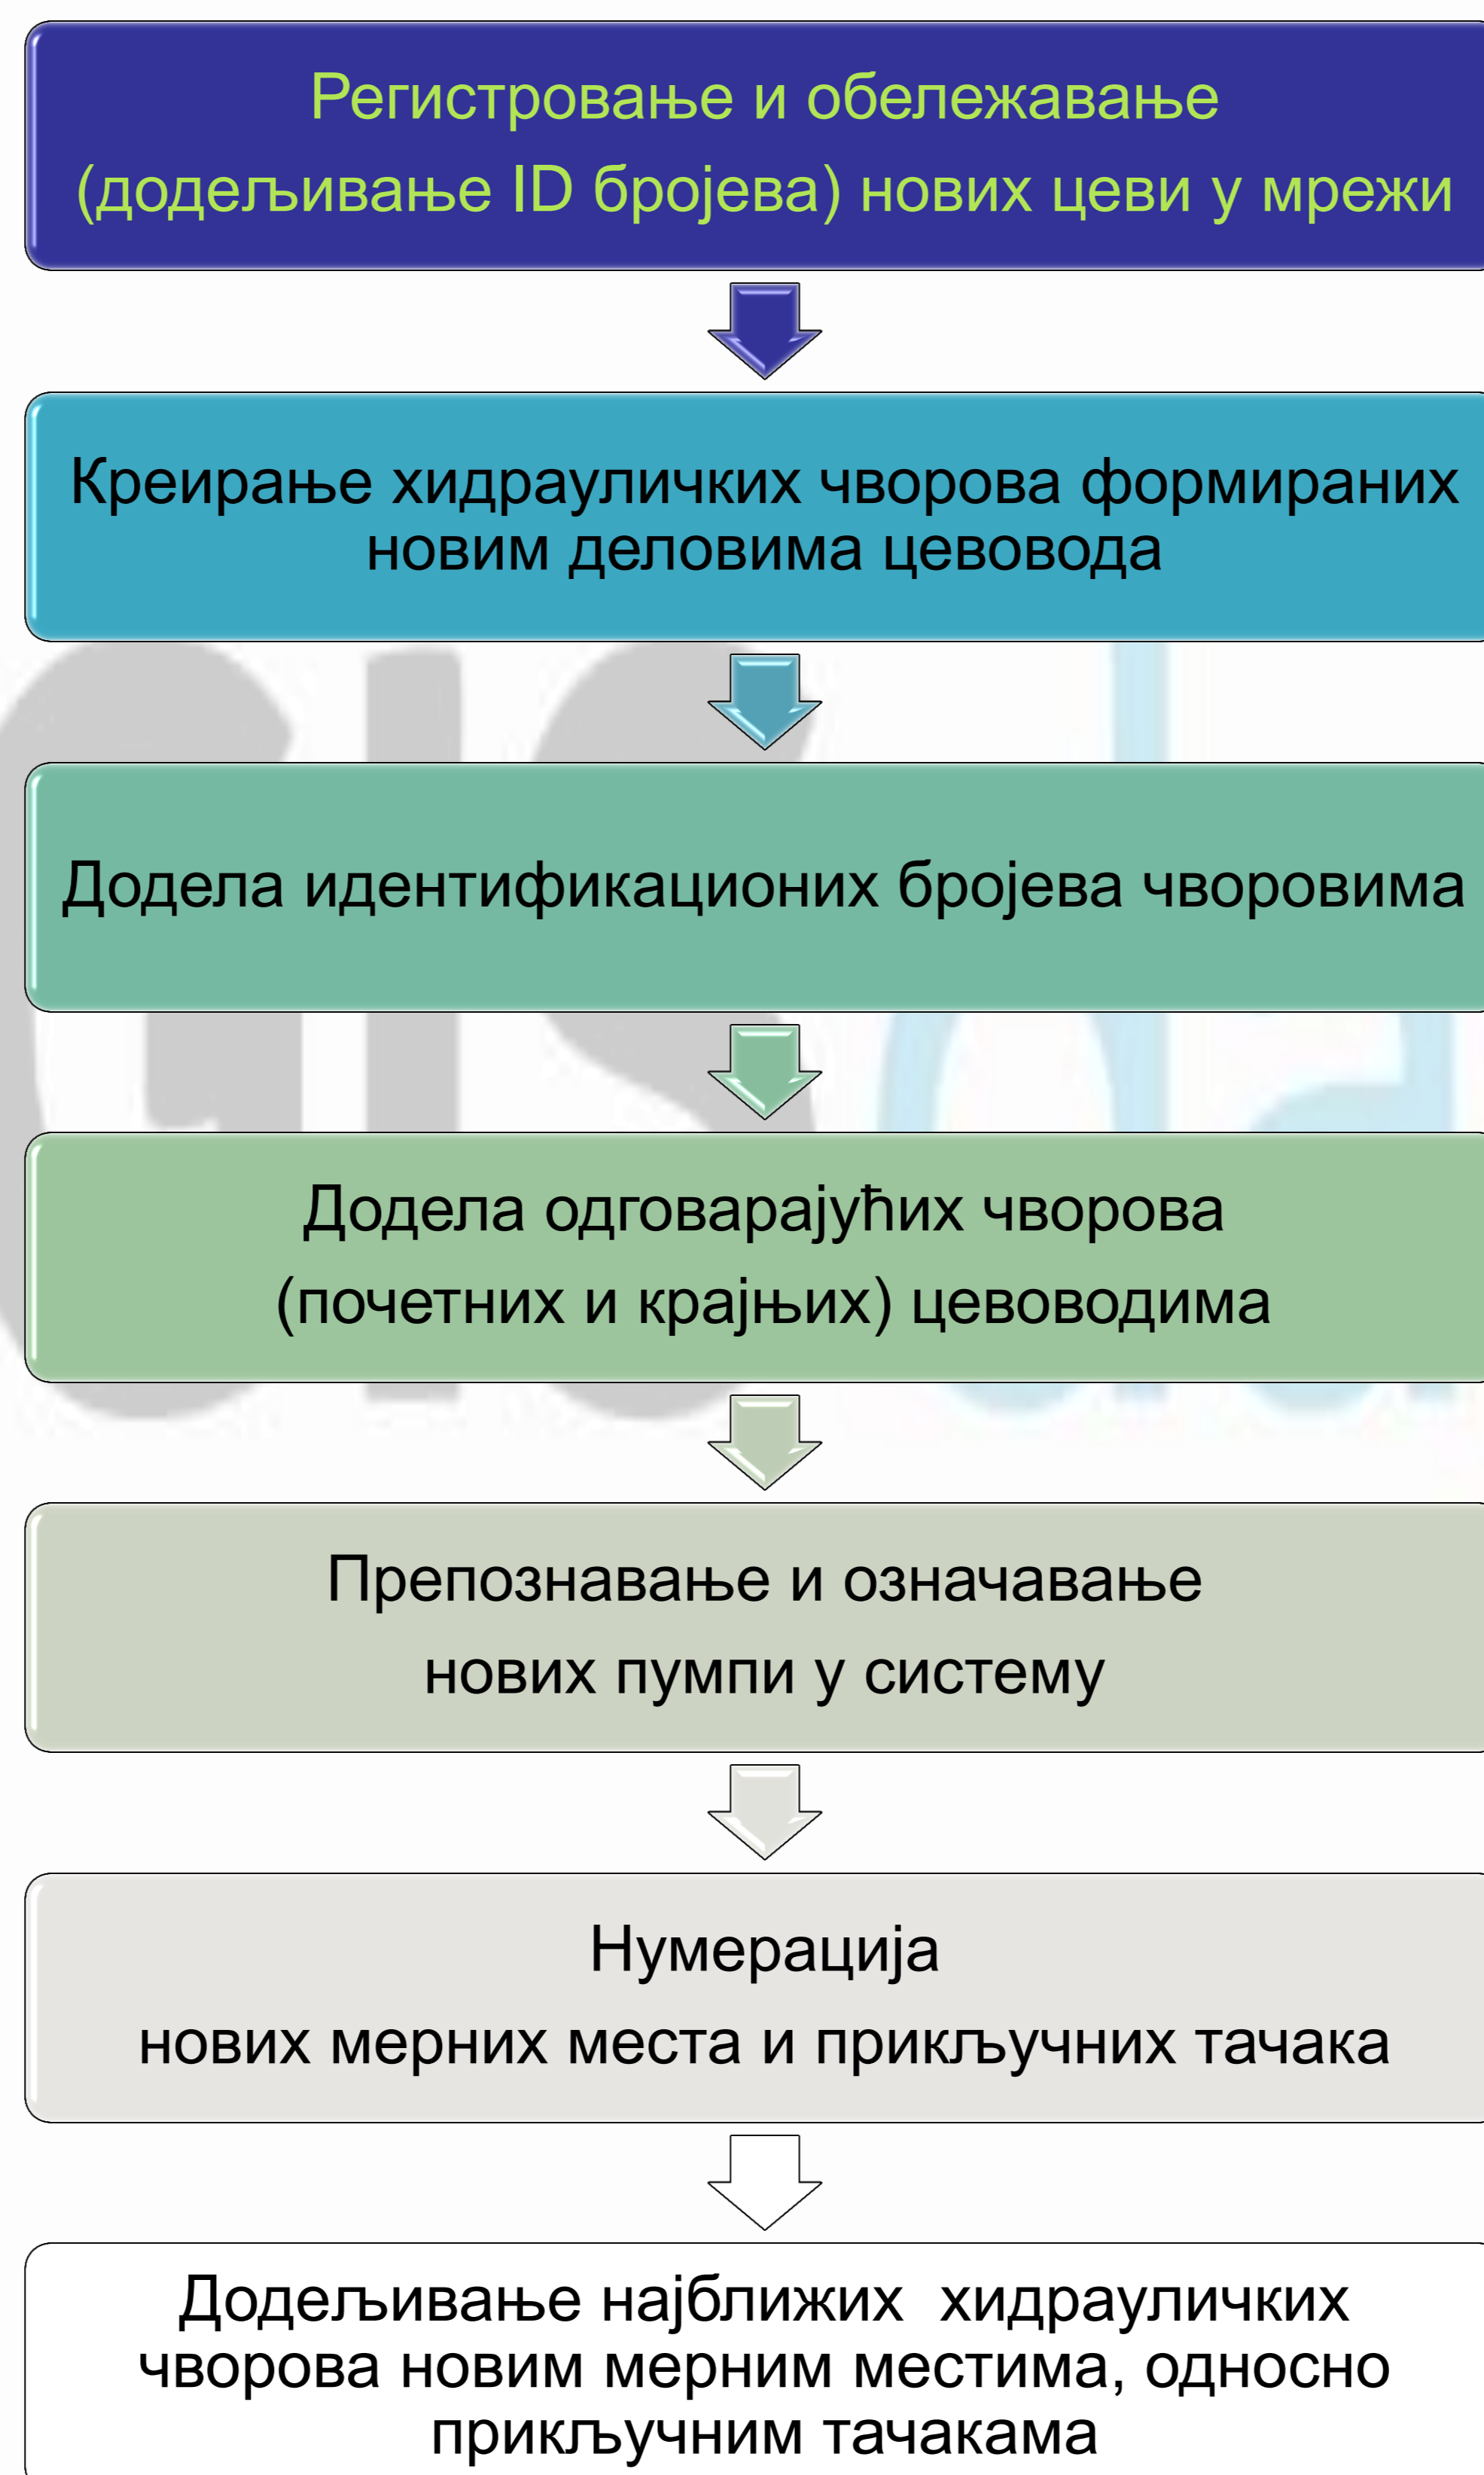 Регистровање и обележавање
(додељивање ID бројева) нових цеви у мрежи
Креирање хидрауличких чворова формираних
новим деловима цевовода
Додела идентификационих бројева чворовима
Додела одговарајућих чворова
(почетних и крајњих) цевоводима
Препознавање и означавање
нових пумпи у систему
Нумерација
нових мерних места и прикључних тачака
Додељивање најближих хидрауличких
чворова новим мерним местима, односно
прикључним тачакама